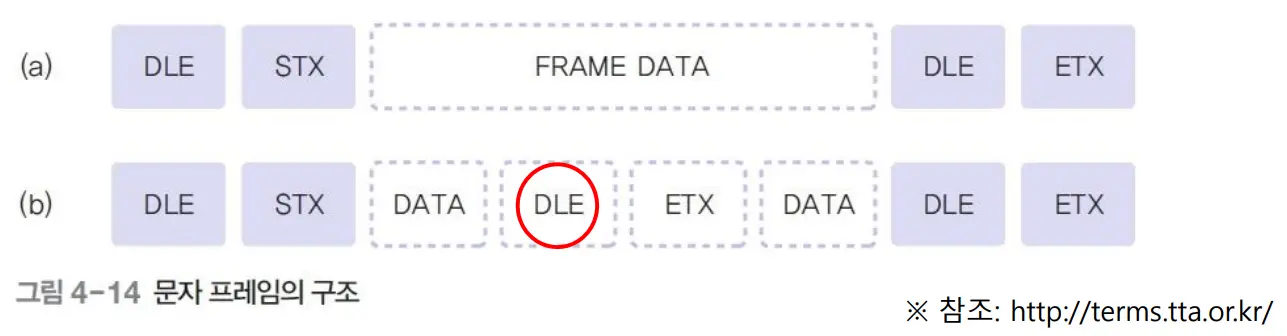 (a) DLE STX FRAME DATA DLE ETX
(b) DLE STX DATA DLE ETX DATA DLE ETX
그림 4-14 문자 프레임의 구조
※ 참조: http://terms.tta.or.kr/